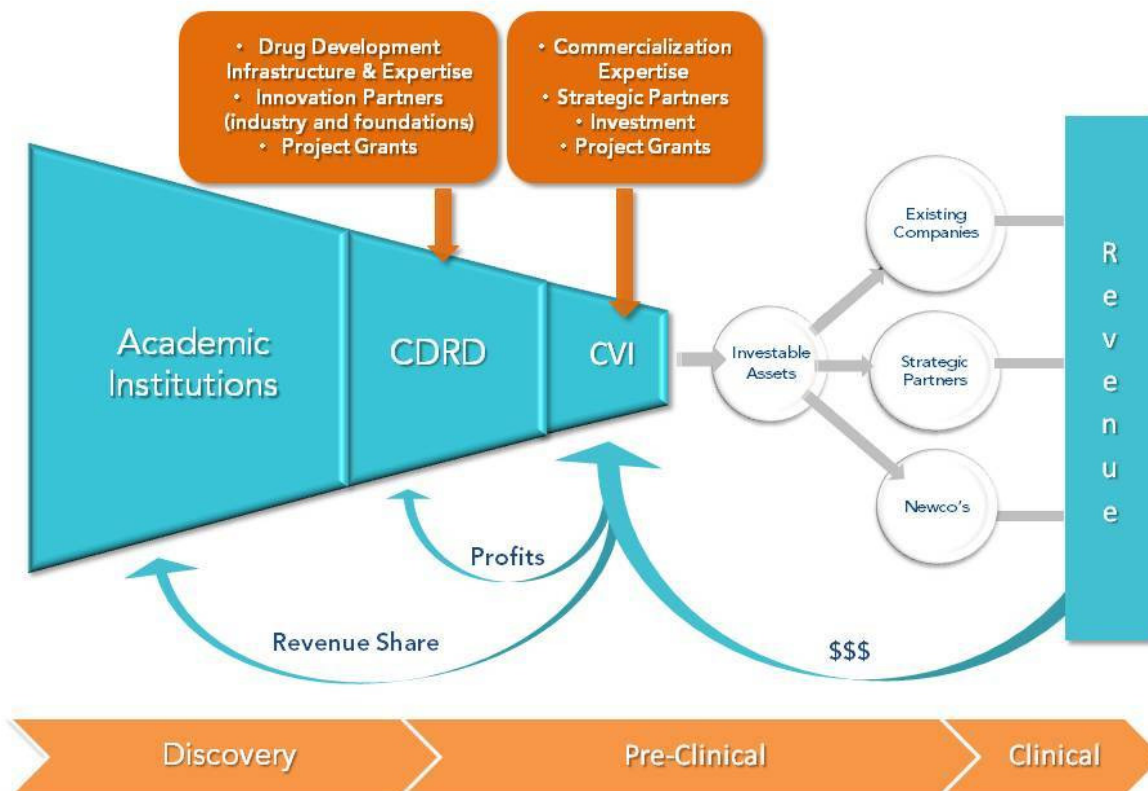 • Drug Development
Infrastructure & Expertise
• Innovation Partners
(industry and foundations)
• Project Grants
• Commercialization
Expertise
• Strategic Partners
• Investment
• Project Grants
Academic
Institutions
CDRD
CVI
Investable
Assets
Existing
Companies
Strategic
Partners
Newco's
Revenue
Profits
Revenue Share
$$$
Discovery
Pre-Clinical
Clinical